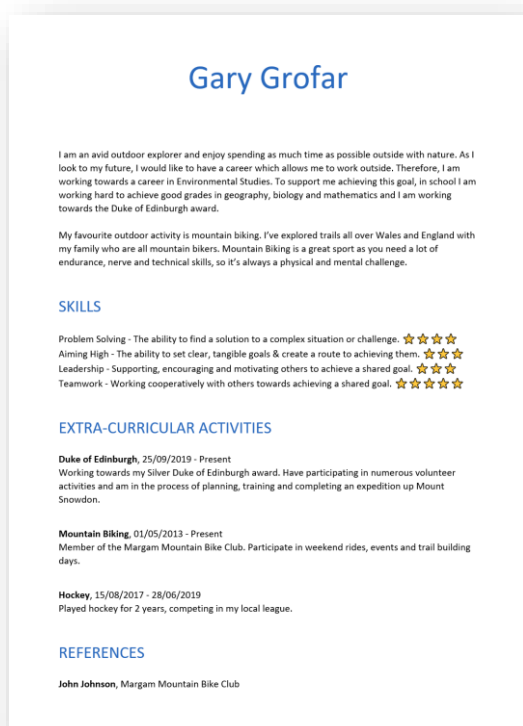 Gary Grofar
I am an avid outdoor explorer and enjoy spending as much time as possible outside with nature. As I
look to my future, I would like to have a career which allows me to work outside. Therefore, I am
working towards a career in Environmental Studies. To support me achieving this goal, in school I am
working hard to achieve good grades in geography, biology and mathematics and I am working
towards the Duke of Edinburgh award.
My favourite outdoor activity is mountain biking. I've explored trails all over Wales and England with
my family who are all mountain bikers. Mountain Biking is a great sport as you need a lot of
endurance, nerve and technical skills, so it's always a physical and mental challenge.
SKILLS
Problem Solving - The ability to find a solution to a complex situation or challenge.
Aiming High - The ability to set clear, tangible goals & create a route to achieving them.
Leadership - Supporting, encouraging and motivating others to achieve a shared goal.
Teamwork - Working cooperatively with others towards achieving a shared goal.
EXTRA-CURRICULAR ACTIVITIES
Duke of Edinburgh, 25/09/2019 - Present
Working towards my Silver Duke of Edinburgh award. Have participating in numerous volunteer
activities and am in the process of planning, training and completing an expedition up Mount
Snowdon.
Mountain Biking, 01/05/2013 - Present
Member of the Margam Mountain Bike Club. Participate in weekend rides, events and trail building
days.
Hockey, 15/08/2017 - 28/06/2019
Played hockey for 2 years, competing in my local league.
REFERENCES
John Johnson, Margam Mountain Bike Club